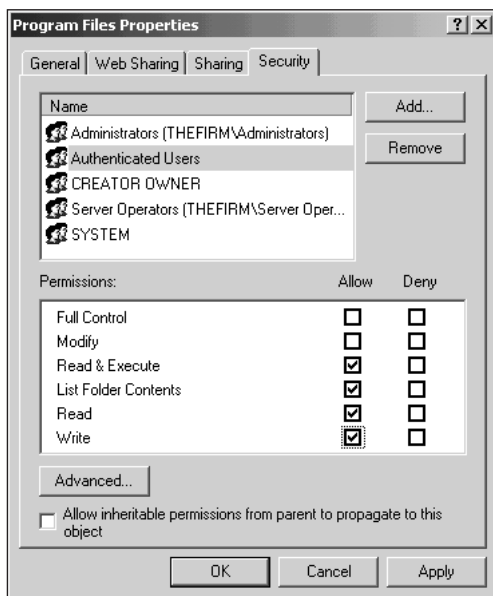 Program Files Properties
General Web Sharing Sharing Security
Name
Administrators (THEFIRM\Administrators)
Authenticated Users
CREATOR OWNER
Server Operators (THEFIRM\Server Oper...
SYSTEM
Add...
Remove
Permissions: Allow Deny
Full Control
Modify
Read & Execute
List Folder Contents
Read
Write
Advanced...
Allow inheritable permissions from parent to propagate to this
object
OK Cancel Apply